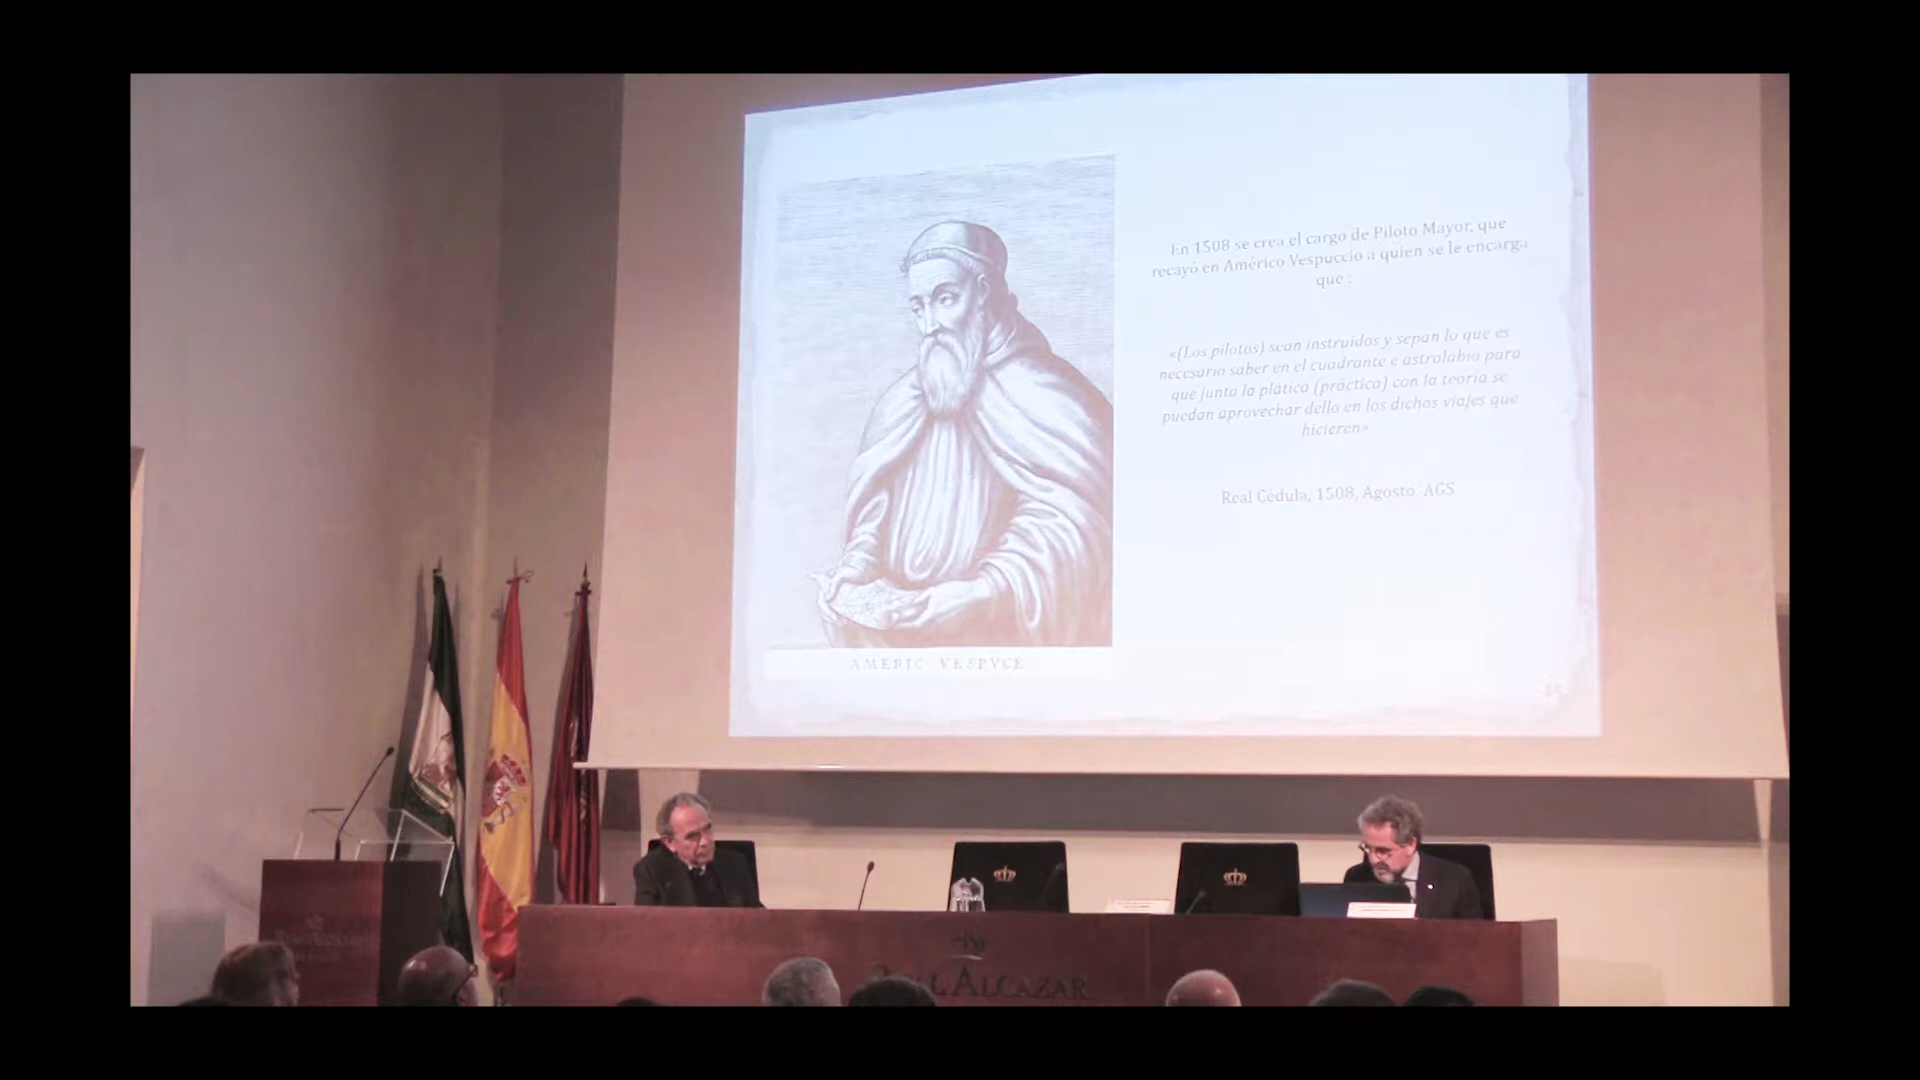 En 1508 se crea el cargo de Piloto Mayor, que
recayó en Américo Vespuccio a quien se le encarga
que :
«(Los pilotos) sean instruidos y sepan lo que es
necesario saber en el cuadrante e astrolabio para
que junta la platica (práctica) con la teoria se
puedan aprovechar dello en los dichos viajes que
hicieren»
Real Cédula, 1508, Agosto. AGS
AMERIC VESPVCE
ALCAZAR